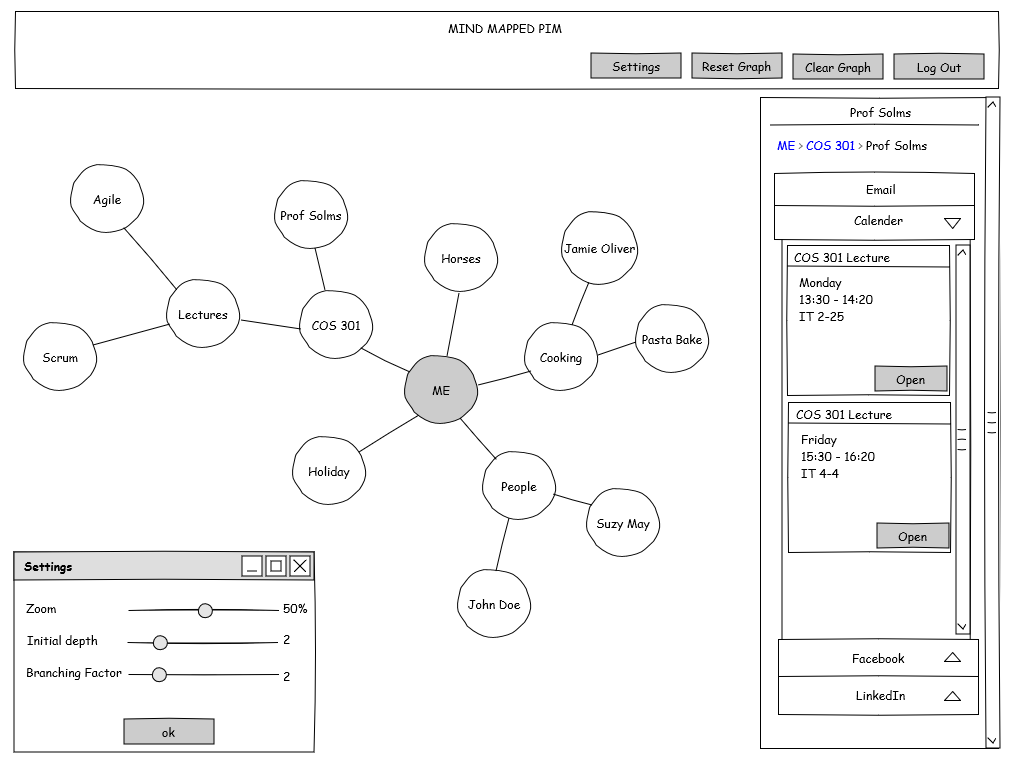 MIND MAPPED PIM
Settings
Reset Graph
Clear Graph
Log Out
Agile
Prof Solms
Horses
Jamie Oliver
Lectures
COS 301
Scrum
Cooking
Pasta Bake
ME
Holiday
People
Suzy May
John Doe
Settings
Zoom
50%
Initial depth
2
Branching Factor
2
ok
Prof Solms
ME > COS 301 > Prof Solms
Email
Calender
COS 301 Lecture
Monday
13:30 - 14:20
IT 2-25
Open
COS 301 Lecture
Friday
15:30 - 16:20
IT 4-4
Open
Facebook
LinkedIn